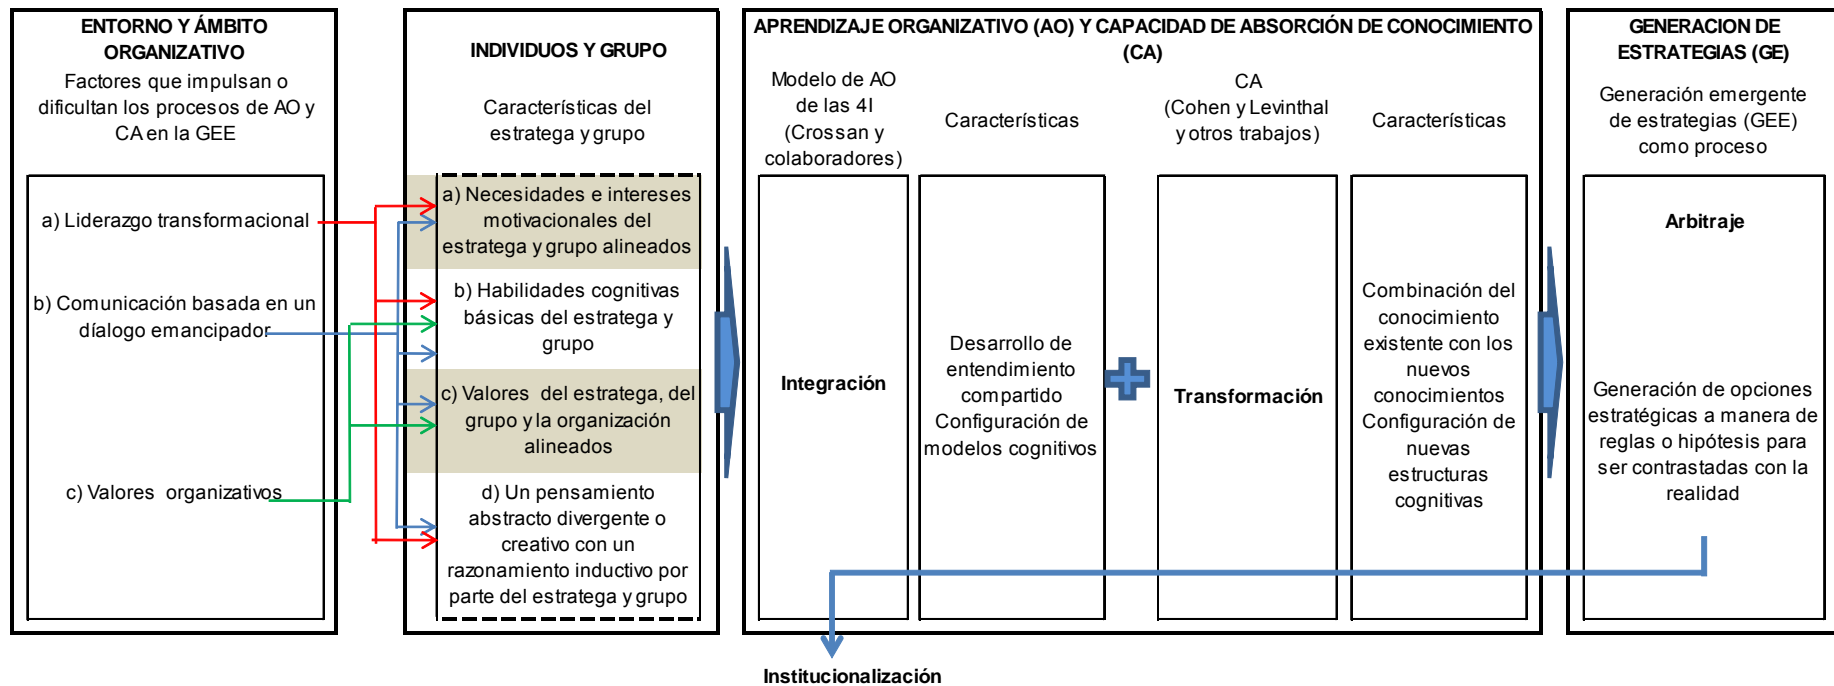 ENTORNO Y ÁMBITO
ORGANIZATIVO
Factores que impulsan o
dificultan los procesos de AO y
CA en la GEE
a) Liderazgo transformacional
b) Comunicación basada en un
díalogo emancipador
c) Valores organizativos
INDIVIDUOS Y GRUPO
Características del
estratega y grupo
a) Necesidades e intereses
motivacionales del
estratega y grupo alineados
b) Habilidades cognitivas
básicas del estratega y
grupo
c) Valores del estratega, del
grupo y la organización
alineados
d) Un pensamiento
abstracto divergente o
creativo con un
razonamiento inductivo por
parte del estratega y grupo
APRENDIZAJE ORGANIZATIVO (AO) Y CAPACIDAD DE ABSORCIÓN DE CONOCIMIENTO
(CA)
Modelo de AO
de las 4I
(Crossan y
colaboradores)
Integración
Características
Desarrollo de
entendimiento
compartido
Configuración de
modelos cognitivos
CA
(Cohen y Levinthal
y otros trabajos)
Transformación
Características
Combinación del
conocimiento
existente con los
nuevos
conocimientos
Configuración de
nuevas
estructuras
cognitivas
GENERACION DE
ESTRATEGIAS (GE)
Generación emergente
de estrategias (GEE)
como proceso
Arbitraje
Generación de opciones
estratégicas a manera de
reglas o hipótesis para
ser contrastadas con la
realidad
Institucionalización